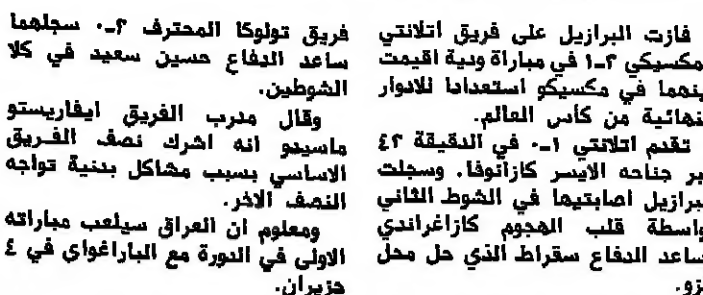 فازت البرازيل على فريق اتلانتي
مكسيكي ٢-١ في مباراة ودية اقيمت
ينهما في مكسيكو استعدادا للادوار
نهائية من كأس العالم.
تقدم اتلانتي ١-٠ في الدقيقة ٢٤
بر جناحه الايسر كازانوفا. وسجلت
برازيل اصابتيها في الشوط الثاني
واسطة قلب الهجوم كازاغراندي
ساعد الدفاع سقراط الذي حل محل
زو.
فريق تولوكا المحترف ٢-٠ سجلهما
ساعد الدفاع حسين سعيد في كلا
الشوطين.
وقال مدرب الفريق ايفاريستو
ماسيدو انه اشرك نصف الفريق
الاساسي بسبب مشاكل بدنية تواجه
النصف الاخر.
ومعلوم ان العراق سيلعب مباراته
الاولى في الدورة مع الباراغواي في ٤
حزيران.